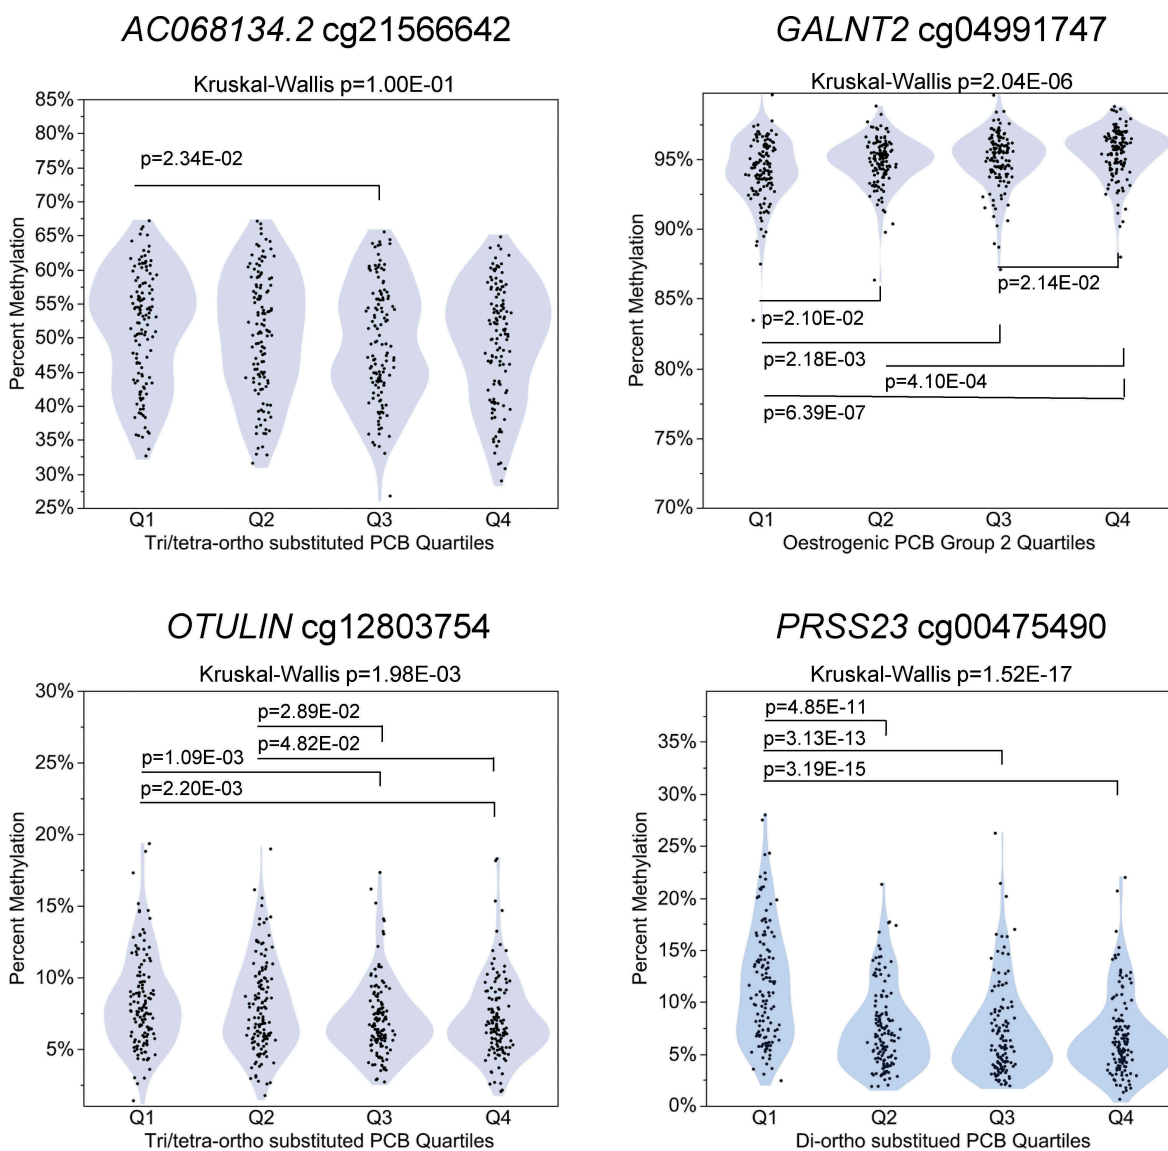 AC068134.2 cg21566642
Kruskal-Wallis p=1.00E-01
85%
80%
75%
70%
65%
60%
55%
50%
45%
40%
35%
30%
25%
Percent Methylation
p=2.34E-02
Q1 Q2 Q3 Q4
Tri/tetra-ortho substituted PCB Quartiles
GALNT2 cg04991747
Kruskal-Wallis p=2.04E-06
95%
90%
85%
80%
75%
70%
Percent Methylation
p=2.14E-02
p=2.10E-02
p=2.18E-03
p=4.10E-04
p=6.39E-07
Q1 Q2 Q3 Q4
Oestrogenic PCB Group 2 Quartiles
OTULIN cg12803754
Kruskal-Wallis p=1.98E-03
30%
25%
20%
15%
10%
5%
Percent Methylation
p=2.89E-02
p=4.82E-02
p=1.09E-03
p=2.20E-03
Q1 Q2 Q3 Q4
Tri/tetra-ortho substituted PCB Quartiles
PRSS23 cg00475490
Kruskal-Wallis p=1.52E-17
35%
30%
25%
20%
15%
10%
5%
0%
Percent Methylation
p=4.85E-11
p=3.13E-13
p=3.19E-15
Q1 Q2 Q3 Q4
Di-ortho substitued PCB Quartiles